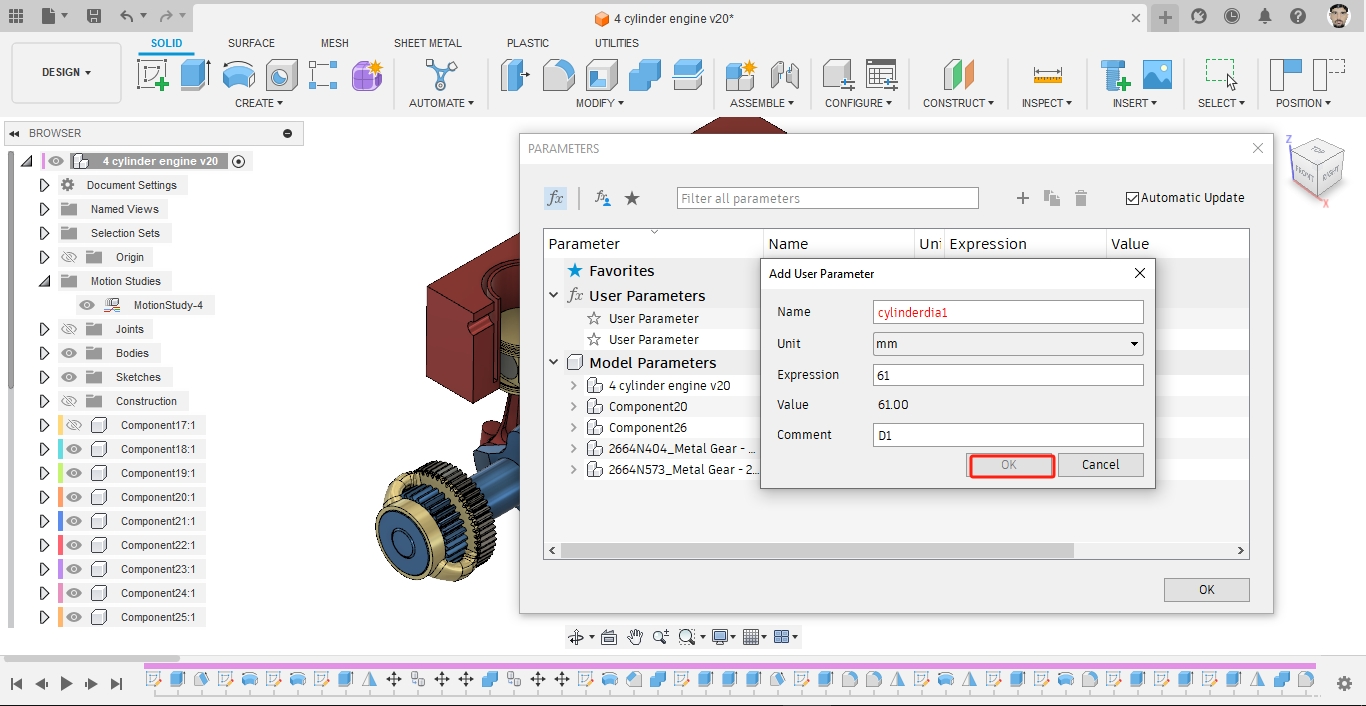 4 cylinder engine v20*
SOLID
SURFACE
MESH
SHEET METAL
PLASTIC
UTILITIES
DESIGN
CREATE
AUTOMATE
MODIFY
ASSEMBLE
CONFIGURE
CONSTRUCT
INSPECT
INSERT
SELECT
POSITION
BROWSER
4 cylinder engine v20
Document Settings
Named Views
Selection Sets
Origin
Motion Studies
MotionStudy-4
Joints
Bodies
Sketches
Construction
Component17:1
Component18:1
Component19:1
Component20:1
Component21:1
Component22:1
Component23:1
Component24:1
Component25:1
PARAMETERS
fx
Filter all parameters
Automatic Update
Parameter
Name
Uni
Expression
Value
Favorites
fx User Parameters
User Parameter
User Parameter
Model Parameters
4 cylinder engine v20
Component20
Component26
2664N404_Metal Gear - ...
2664N573_Metal Gear - 2...
Add User Parameter
Name
cylinderdia1
Unit
mm
Expression
61
Value
61.00
Comment
D1
OK
Cancel
OK
Z
TOP
FRONT
RIGHT
X